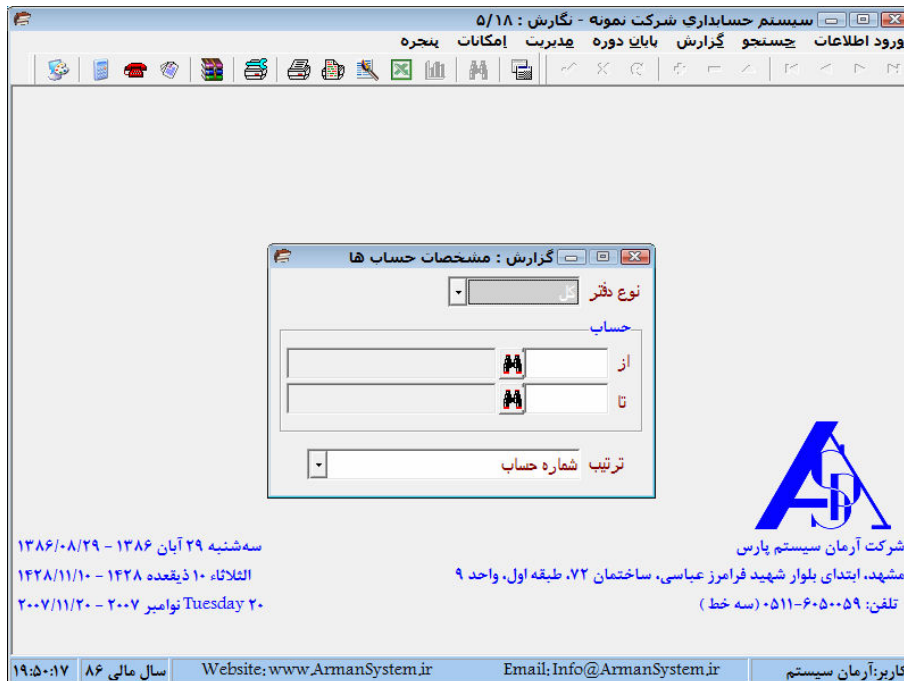 سیستم حسابداری شرکت نمونه - نگارش : ۵/۱۸
ورود اطلاعات جستجو گزارش پایان دوره مدیریت امکانات پنجره
گزارش : مشخصات حساب ها
نوع دفتر کل
حساب
از
تا
ترتیب شماره حساب
ASP
شرکت آرمان سیستم پارس
مشهد، ابتدای بلوار شهید فرامرز عباسی، ساختمان ۷۲، طبقه اول، واحد ۹
تلفن: ۶۰۵۰۰۵۹-۰۵۱۱ (سه خط )
سه‌شنبه ۲۹ آبان ۱۳۸۶ - ۱۳۸۶/۰۸/۲۹
الثلاثاء ۱۰ ذیقعده ۱۴۲۸ - ۱۴۲۸/۱۱/۱۰
Tuesday ۲۰ نوامبر ۲۰۰۷ - ۲۰۰۷/۱۱/۲۰
کاربر:آرمان سیستم Email:Info@ArmanSystem.ir Website:www.ArmanSystem.ir سال مالی ۸۶ ۱۹:۵۰:۱۷